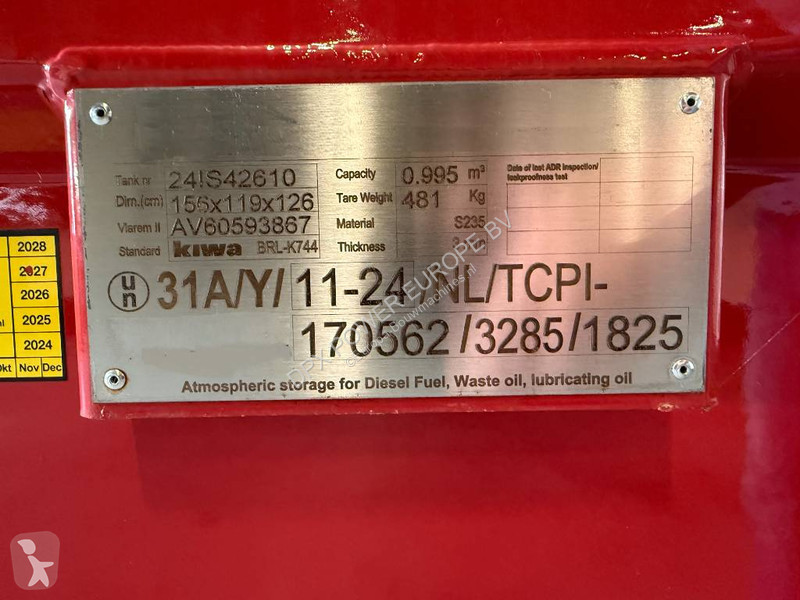 Tank nr 24IS42610
Dim.(cm) 156x119x126
Vlarem II AV60593867
Standard kiwa BRL-K744
Capacity 0.995 m³
Tare Weight 481 Kg
Material S235
Thickness
Date of last ADR inspection/
leakproofness test
un 31A/Y/ 11-24 /NL/TCPI-
170562 /3285/1825
Atmospheric storage for Diesel Fuel, Waste oil, lubricating oil
2028
2027
2026
2025
2024
Okt Nov Dec